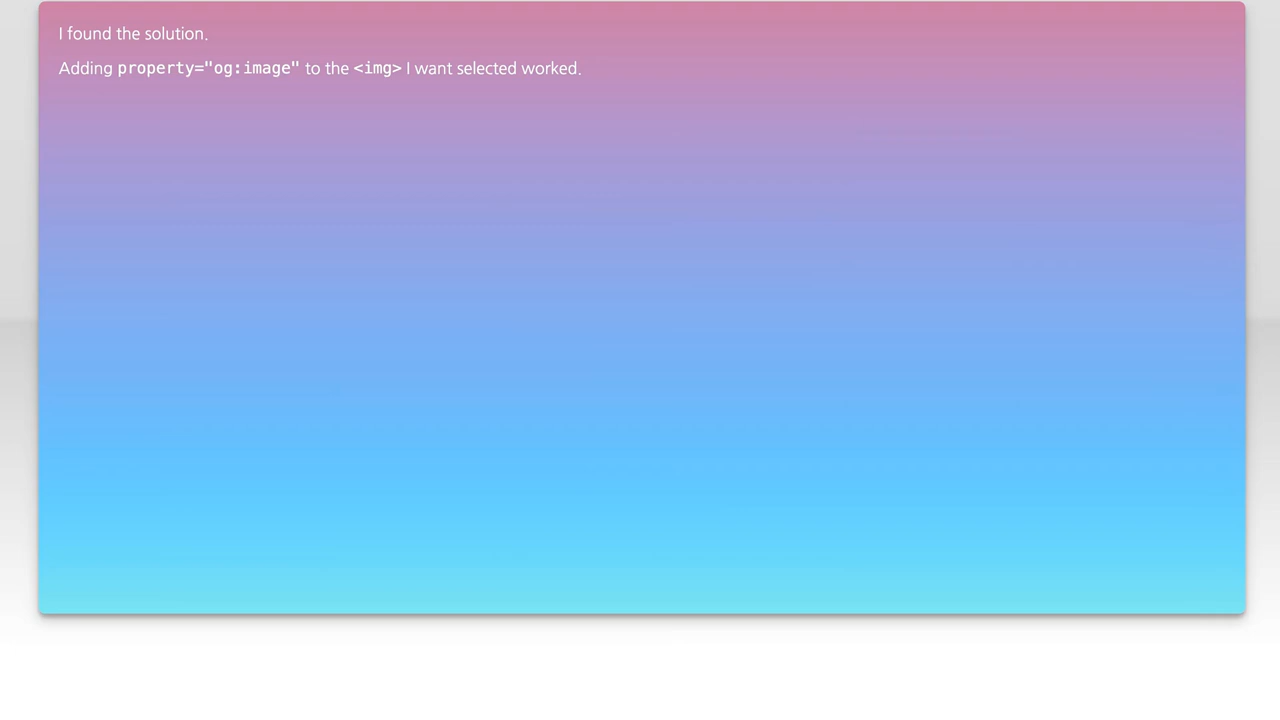 I found the solution.
Adding property="og:image" to the <img> I want selected worked.